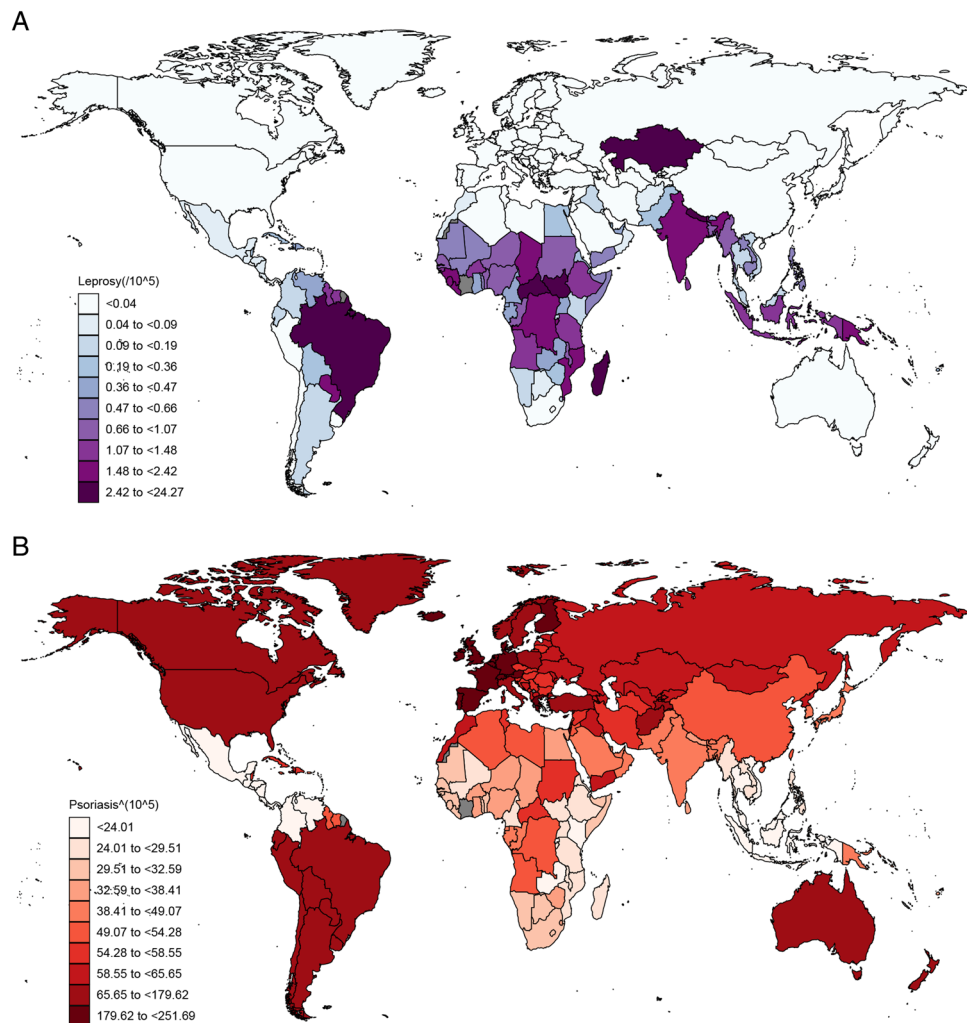 A
Leprosy(/10^5)
<0.04
0.04 to <0.09
0.09 to <0.19
0.19 to <0.36
0.36 to <0.47
0.47 to <0.66
0.66 to <1.07
1.07 to <1.48
1.48 to <2.42
2.42 to <24.27
B
Psoriasis^(10^5)
<24.01
24.01 to <29.51
29.51 to <32.59
32.59 to <38.41
38.41 to <49.07
49.07 to <54.28
54.28 to <58.55
58.55 to <65.65
65.65 to <179.62
179.62 to <251.69